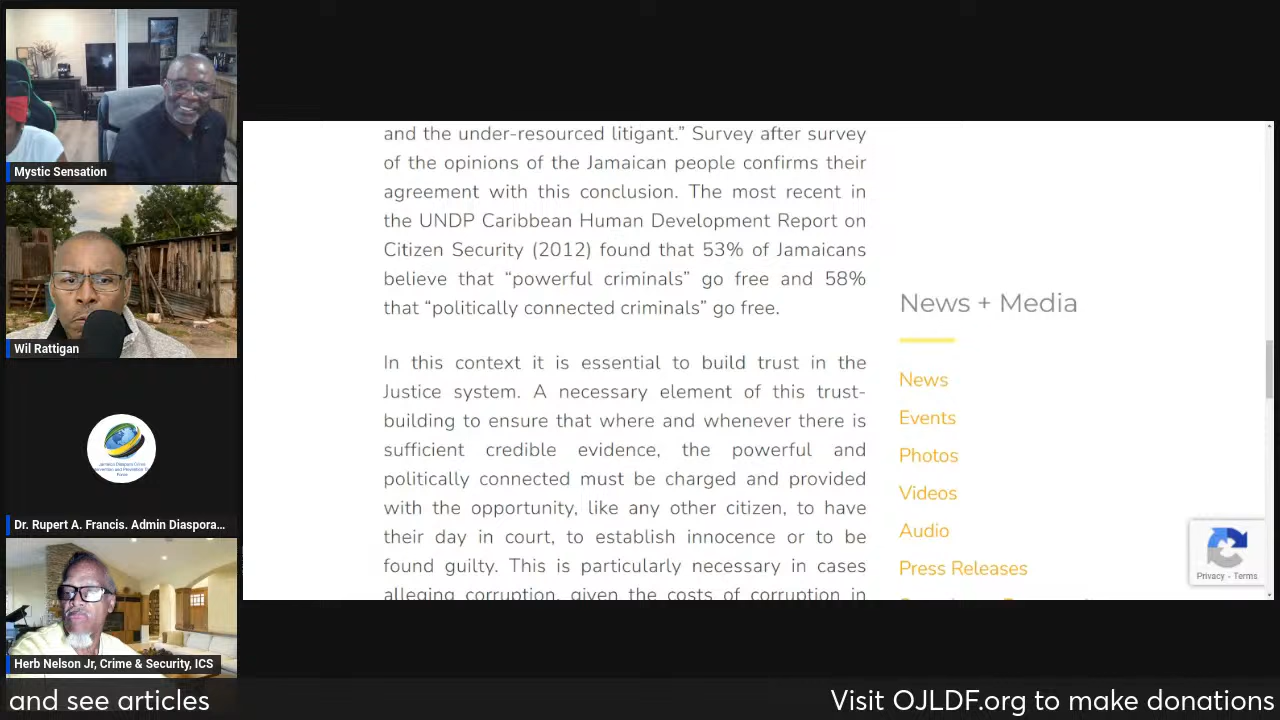 Mystic Sensation
Wil Rattigan
Dr. Rupert A. Francis. Admin Diaspora...
Herb Nelson Jr, Crime & Security, ICS
and the under-resourced litigant.” Survey after survey
of the opinions of the Jamaican people confirms their
agreement with this conclusion. The most recent in
the UNDP Caribbean Human Development Report on
Citizen Security (2012) found that 53% of Jamaicans
believe that “powerful criminals” go free and 58%
that “politically connected criminals” go free.
In this context it is essential to build trust in the
Justice system. A necessary element of this trust-
building to ensure that where and whenever there is
sufficient credible evidence, the powerful and
politically connected must be charged and provided
with the opportunity, like any other citizen, to have
their day in court, to establish innocence or to be
found guilty. This is particularly necessary in cases
alleging corruption, given the costs of corruption in
News + Media
News
Events
Photos
Videos
Audio
Press Releases
Privacy - Terms
and see articles
Visit OJLDF.org to make donations